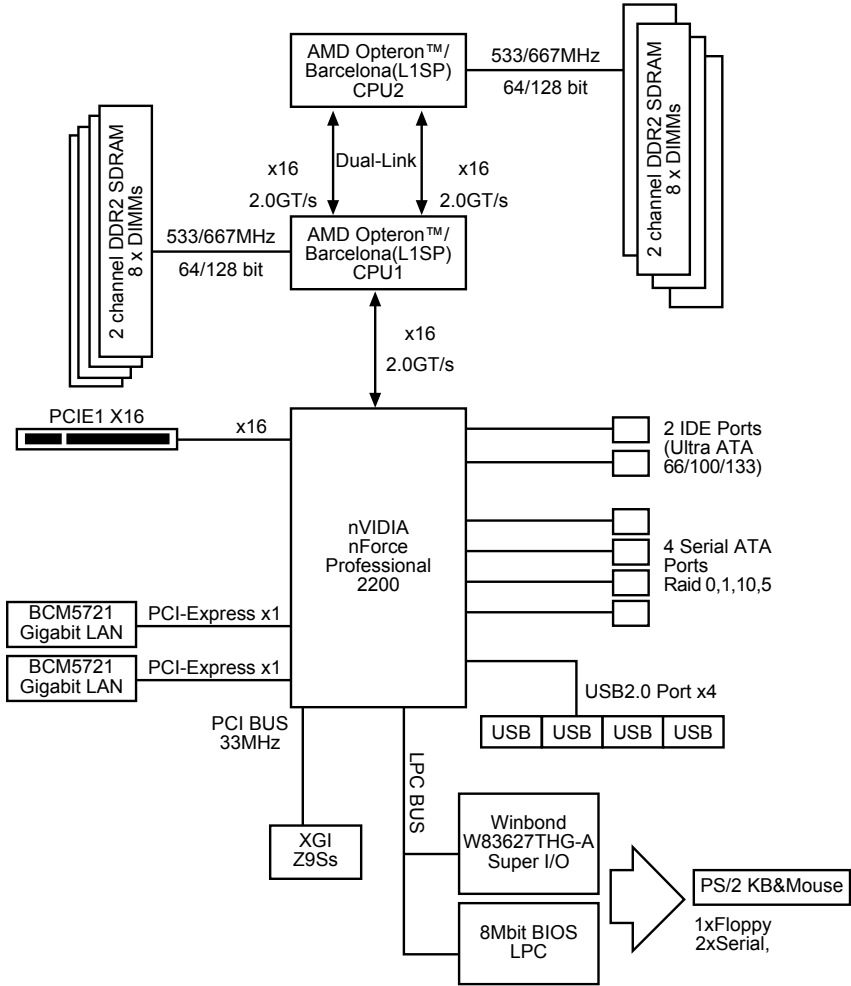 AMD Opteron™/
Barcelona(L1SP)
CPU2
533/667MHz
64/128 bit
2 channel DDR2 SDRAM
8 x DIMMs
2 channel DDR2 SDRAM
8 x DIMMs
x16
2.0GT/s
Dual-Link
x16
2.0GT/s
533/667MHz
64/128 bit
AMD Opteron™/
Barcelona(L1SP)
CPU1
x16
2.0GT/s
PCIE1 X16
x16
nVIDIA
nForce
Professional
2200
2 IDE Ports
(Ultra ATA
66/100/133)
4 Serial ATA
Ports
Raid 0,1,10,5
BCM5721
Gigabit LAN
PCI-Express x1
BCM5721
Gigabit LAN
PCI-Express x1
USB2.0 Port x4
USB USB USB USB
PCI BUS
33MHz
LPC BUS
XGI
Z9Ss
Winbond
W83627THG-A
Super I/O
8Mbit BIOS
LPC
PS/2 KB&Mouse
1xFloppy
2xSerial,